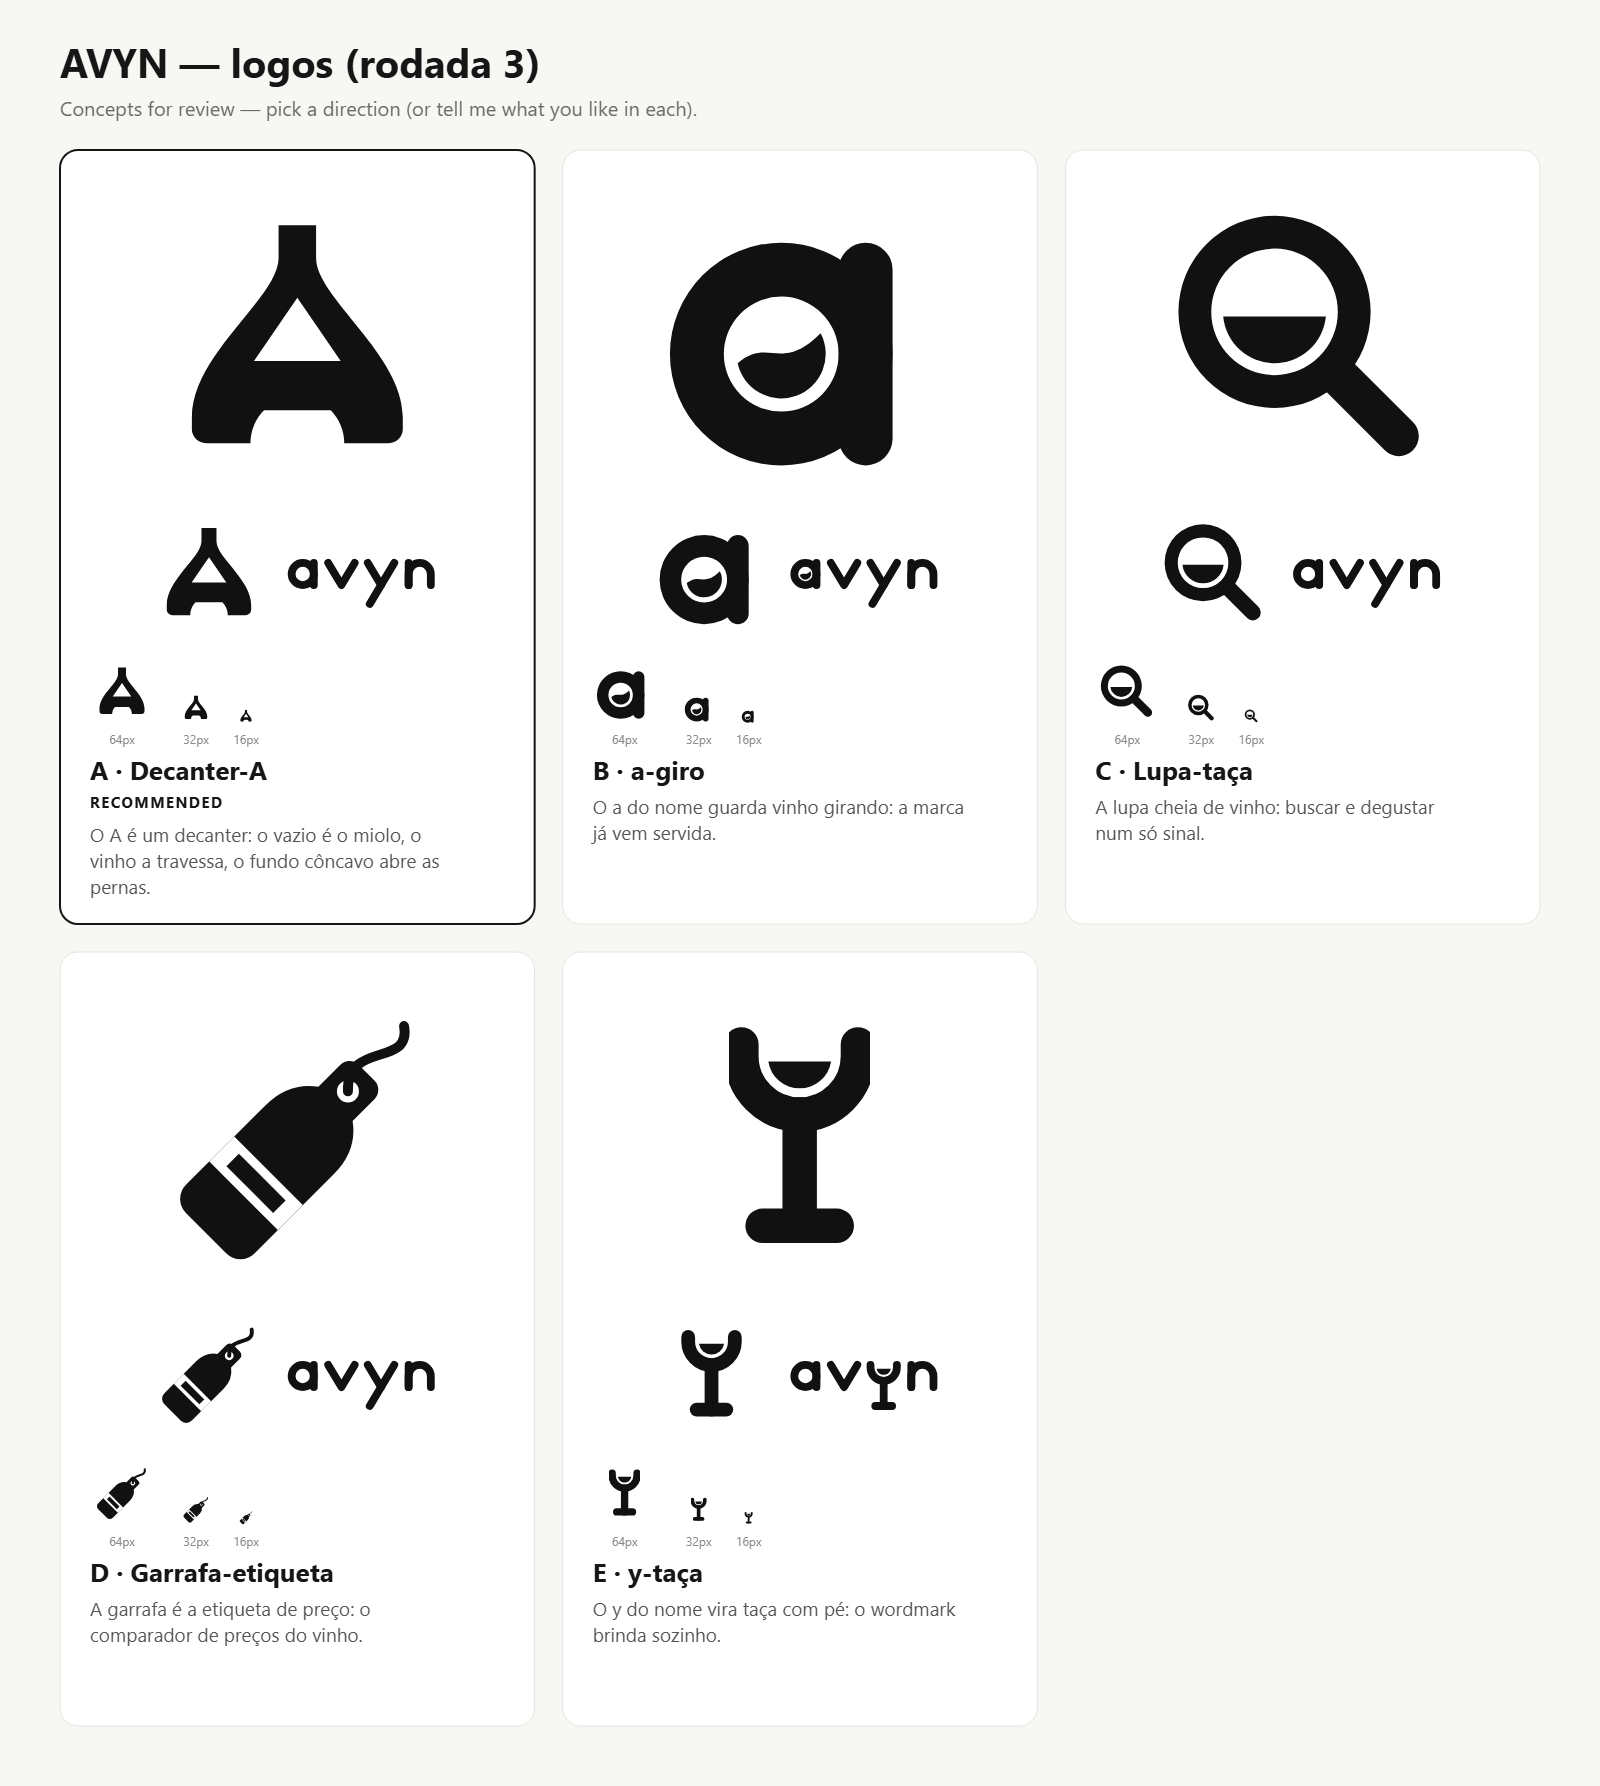 AVYN — logos (rodada 3)
Concepts for review — pick a direction (or tell me what you like in each).
avyn
64px 32px 16px
A · Decanter-A
RECOMMENDED
O A é um decanter: o vazio é o miolo, o
vinho a travessa, o fundo côncavo abre as
pernas.
avyn
64px 32px 16px
B · a-giro
O a do nome guarda vinho girando: a marca
já vem servida.
avyn
64px 32px 16px
C · Lupa-taça
A lupa cheia de vinho: buscar e degustar
num só sinal.
avyn
64px 32px 16px
D · Garrafa-etiqueta
A garrafa é a etiqueta de preço: o
comparador de preços do vinho.
avyn
64px 32px 16px
E · y-taça
O y do nome vira taça com pé: o wordmark
brinda sozinho.